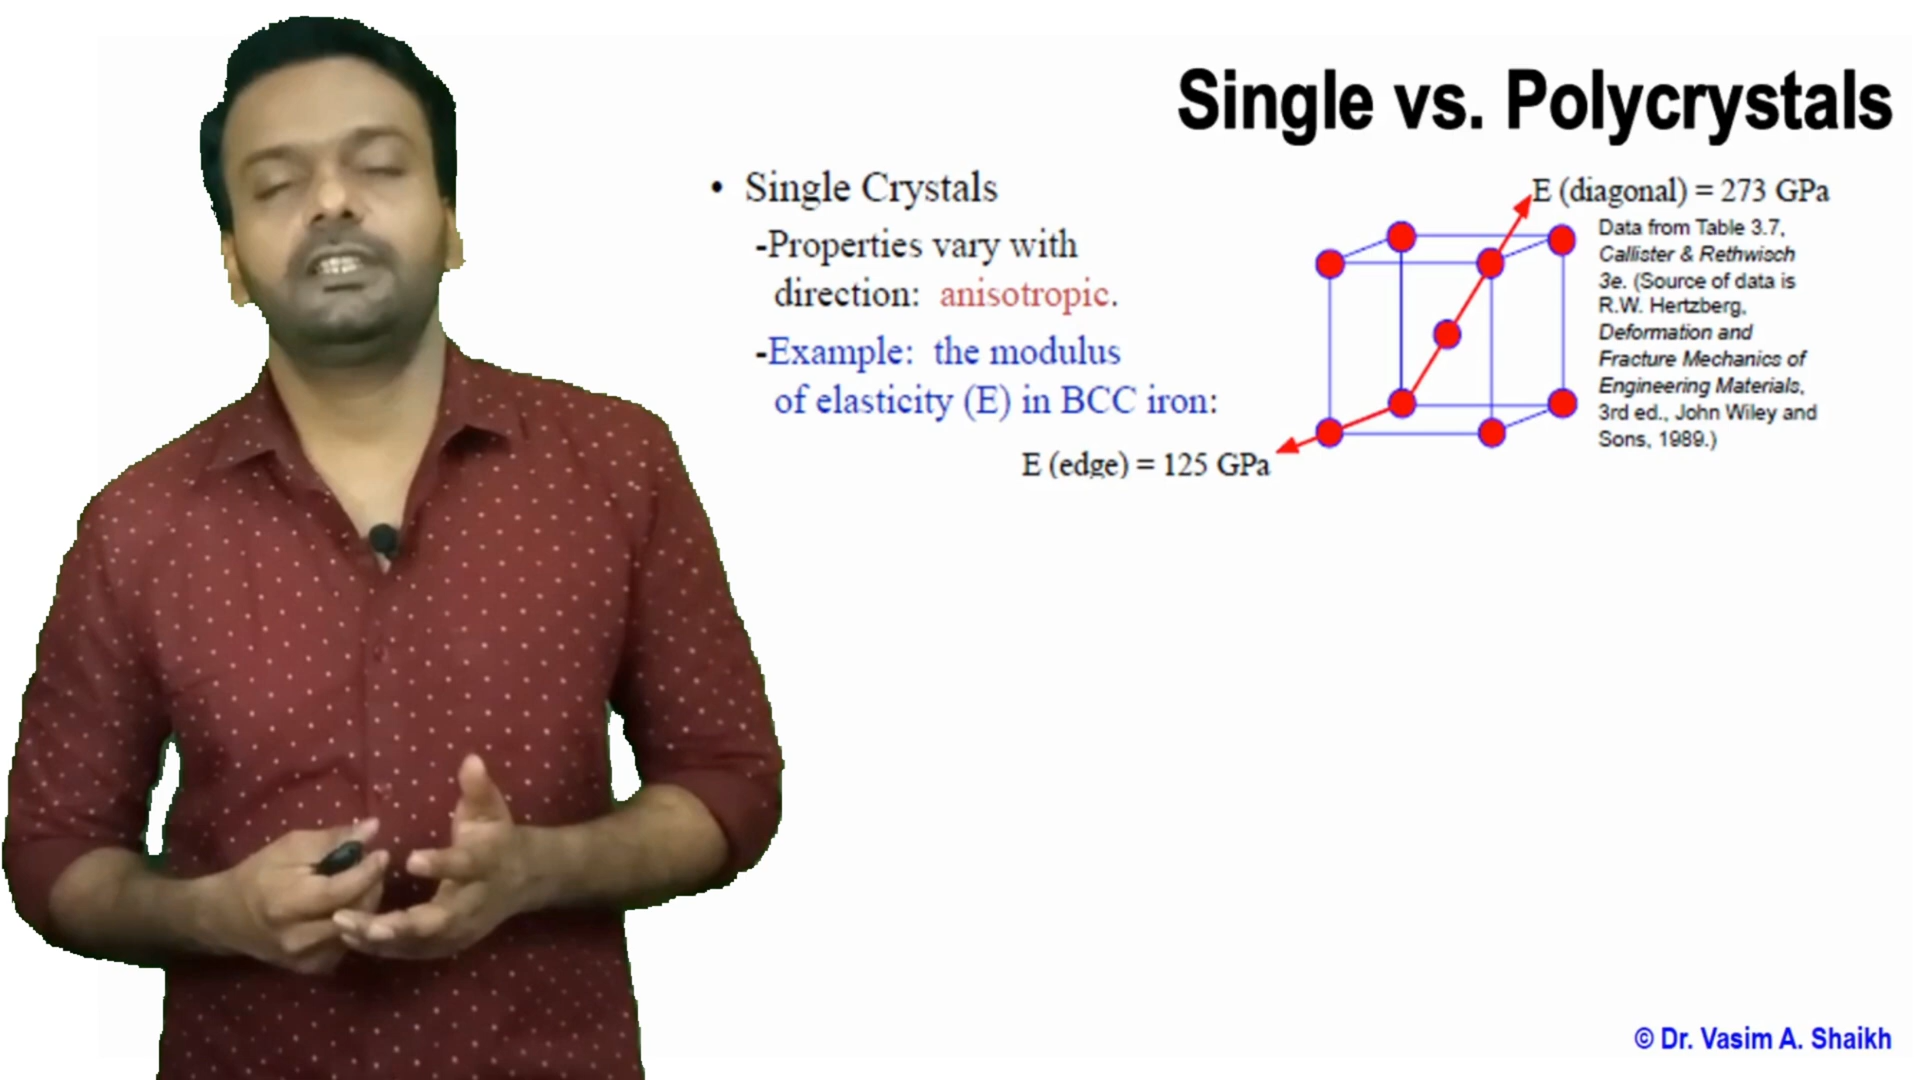 Single vs. Polycrystals
• Single Crystals
-Properties vary with
direction: anisotropic.
-Example: the modulus
of elasticity (E) in BCC iron:
E (diagonal) = 273 GPa
Data from Table 3.7,
Callister & Rethwisch
3e. (Source of data is
R.W. Hertzberg,
Deformation and
Fracture Mechanics of
Engineering Materials,
3rd ed., John Wiley and
Sons, 1989.)
E (edge) = 125 GPa
© Dr. Vasim A. Shaikh